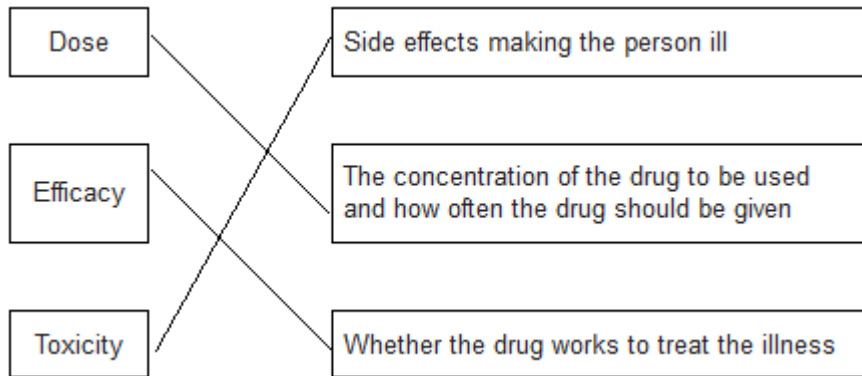 Dose
Side effects making the person ill
Efficacy
The concentration of the drug to be used
and how often the drug should be given
Toxicity
Whether the drug works to treat the illness